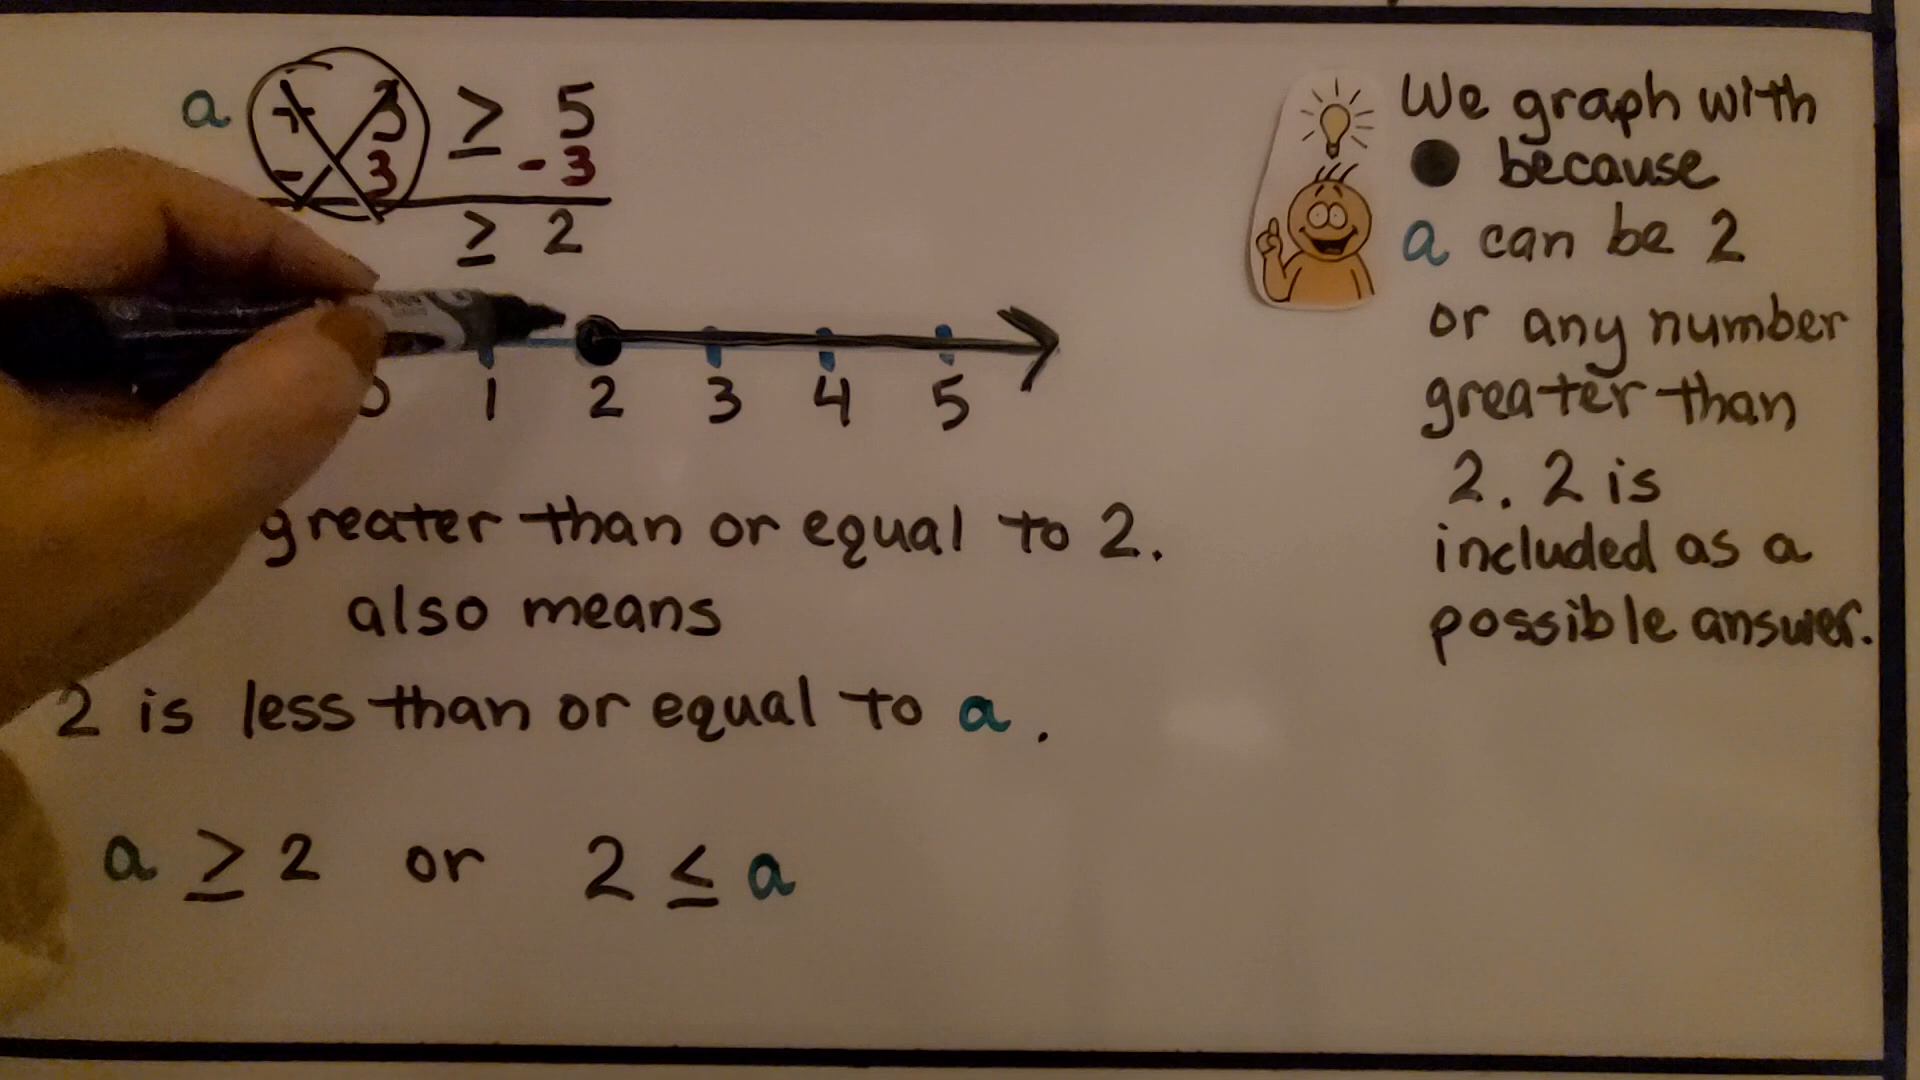 a + 3 ≥ 5
- 3 - 3
≥ 2
1 2 3 4 5
greater than or equal to 2.
also means
2 is less than or equal to a.
a ≥ 2 or 2 ≤ a
We graph with
● because
a can be 2
or any number
greater than
2. 2 is
included as a
possible answer.